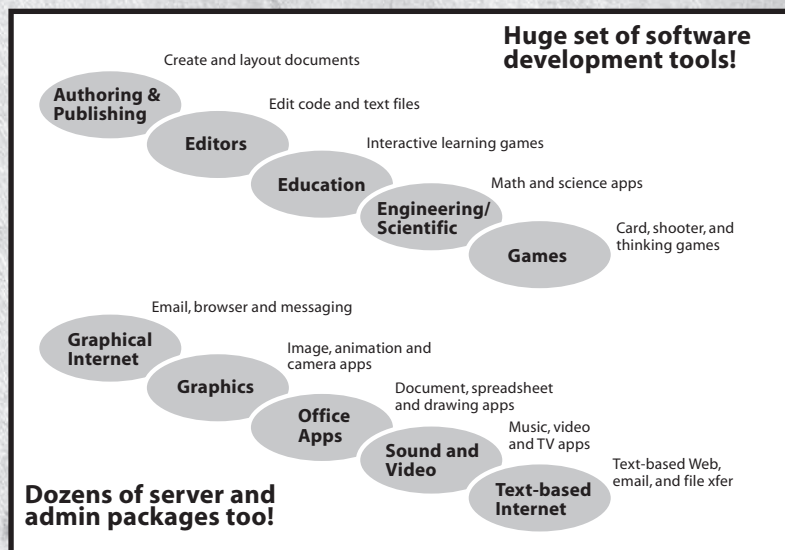 Huge set of software
development tools!
Create and layout documents
Authoring &
Publishing
Edit code and text files
Editors
Interactive learning games
Education
Math and science apps
Engineering/
Scientific
Card, shooter, and
thinking games
Games
Email, browser and messaging
Graphical
Internet
Image, animation and
camera apps
Graphics
Document, spreadsheet
and drawing apps
Office
Apps
Music, video
and TV apps
Sound and
Video
Text-based Web,
email, and file xfer
Text-based
Internet
Dozens of server and
admin packages too!